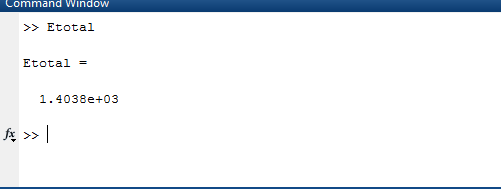 Command Window
>> Etotal
Etotal =
1.4038e+03
fx >>